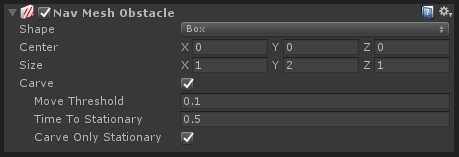 Nav Mesh Obstacle
Shape Box
Center X 0 Y 0 Z 0
Size X 1 Y 2 Z 1
Carve
Move Threshold 0.1
Time To Stationary 0.5
Carve Only Stationary